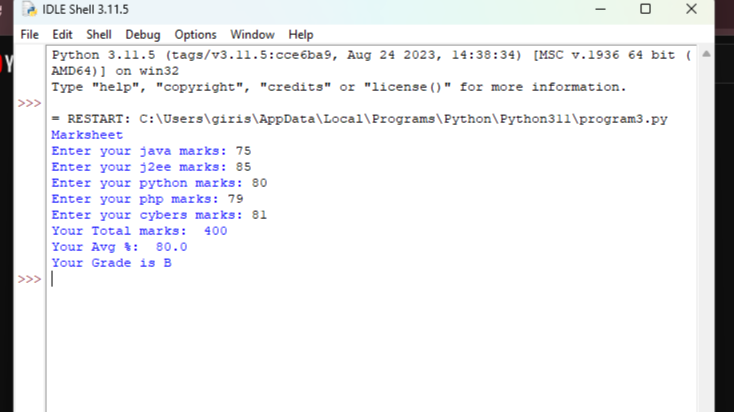 IDLE Shell 3.11.5
File Edit Shell Debug Options Window Help
Python 3.11.5 (tags/v3.11.5:cce6ba9, Aug 24 2023, 14:38:34) [MSC v.1936 64 bit (
AMD64)] on win32
Type "help", "copyright", "credits" or "license()" for more information.
>>>
= RESTART: C:\Users\giris\AppData\Local\Programs\Python\Python311\program3.py
Marksheet
Enter your java marks: 75
Enter your j2ee marks: 85
Enter your python marks: 80
Enter your php marks: 79
Enter your cybers marks: 81
Your Total marks:  400
Your Avg %:  80.0
Your Grade is B
>>>